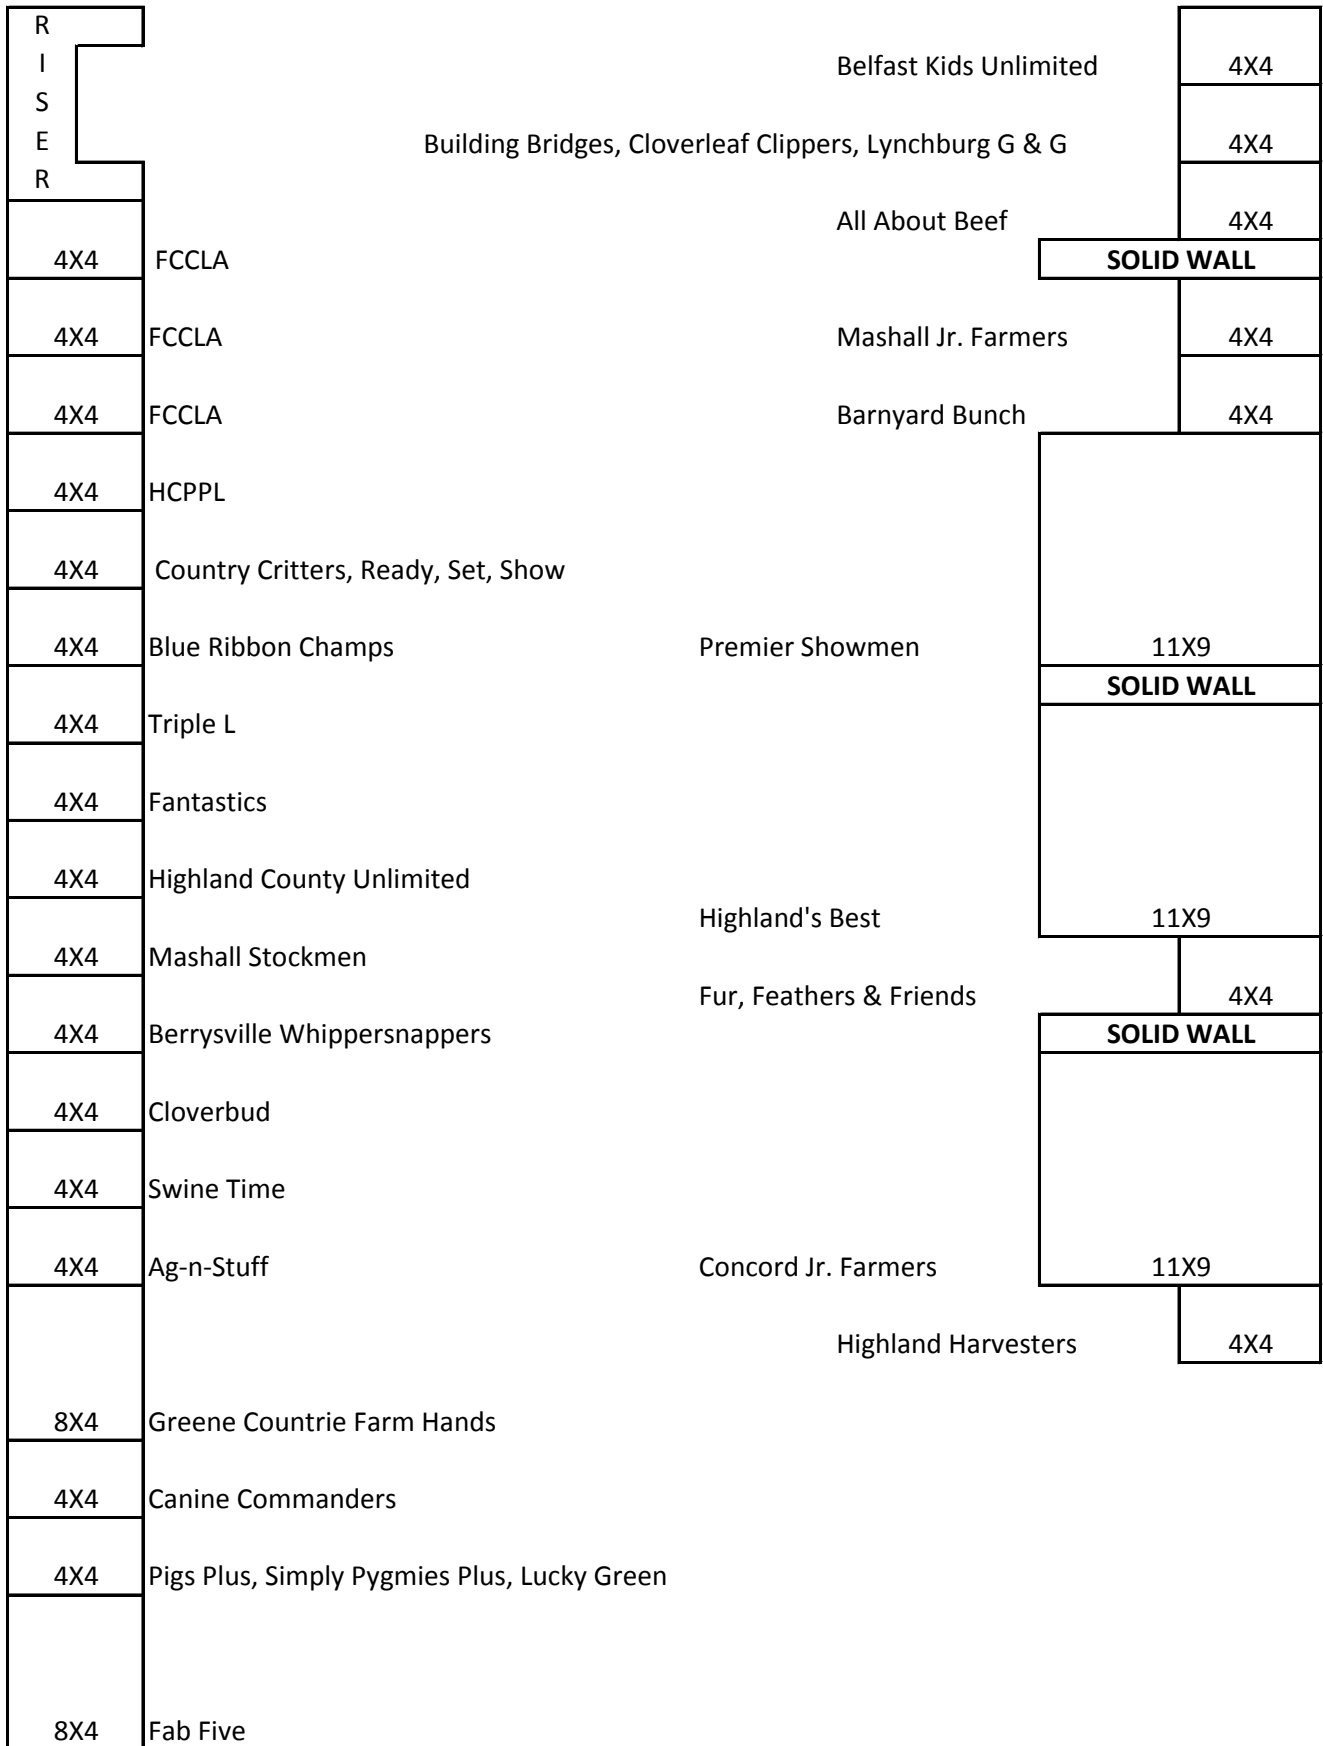 R
I
S
E
R
Belfast Kids Unlimited 4X4
Building Bridges, Cloverleaf Clippers, Lynchburg G & G 4X4
All About Beef 4X4
4X4 FCCLA SOLID WALL
4X4 FCCLA Mashall Jr. Farmers 4X4
4X4 FCCLA Barnyard Bunch 4X4
4X4 HCPPL
4X4 Country Critters, Ready, Set, Show
4X4 Blue Ribbon Champs Premier Showmen 11X9
SOLID WALL
4X4 Triple L
4X4 Fantastics
4X4 Highland County Unlimited
Highland's Best 11X9
4X4 Mashall Stockmen
Fur, Feathers & Friends 4X4
4X4 Berrysville Whippersnappers SOLID WALL
4X4 Cloverbud
4X4 Swine Time
4X4 Ag-n-Stuff Concord Jr. Farmers 11X9
Highland Harvesters 4X4
8X4 Greene Countrie Farm Hands
4X4 Canine Commanders
4X4 Pigs Plus, Simply Pygmies Plus, Lucky Green
8X4 Fab Five